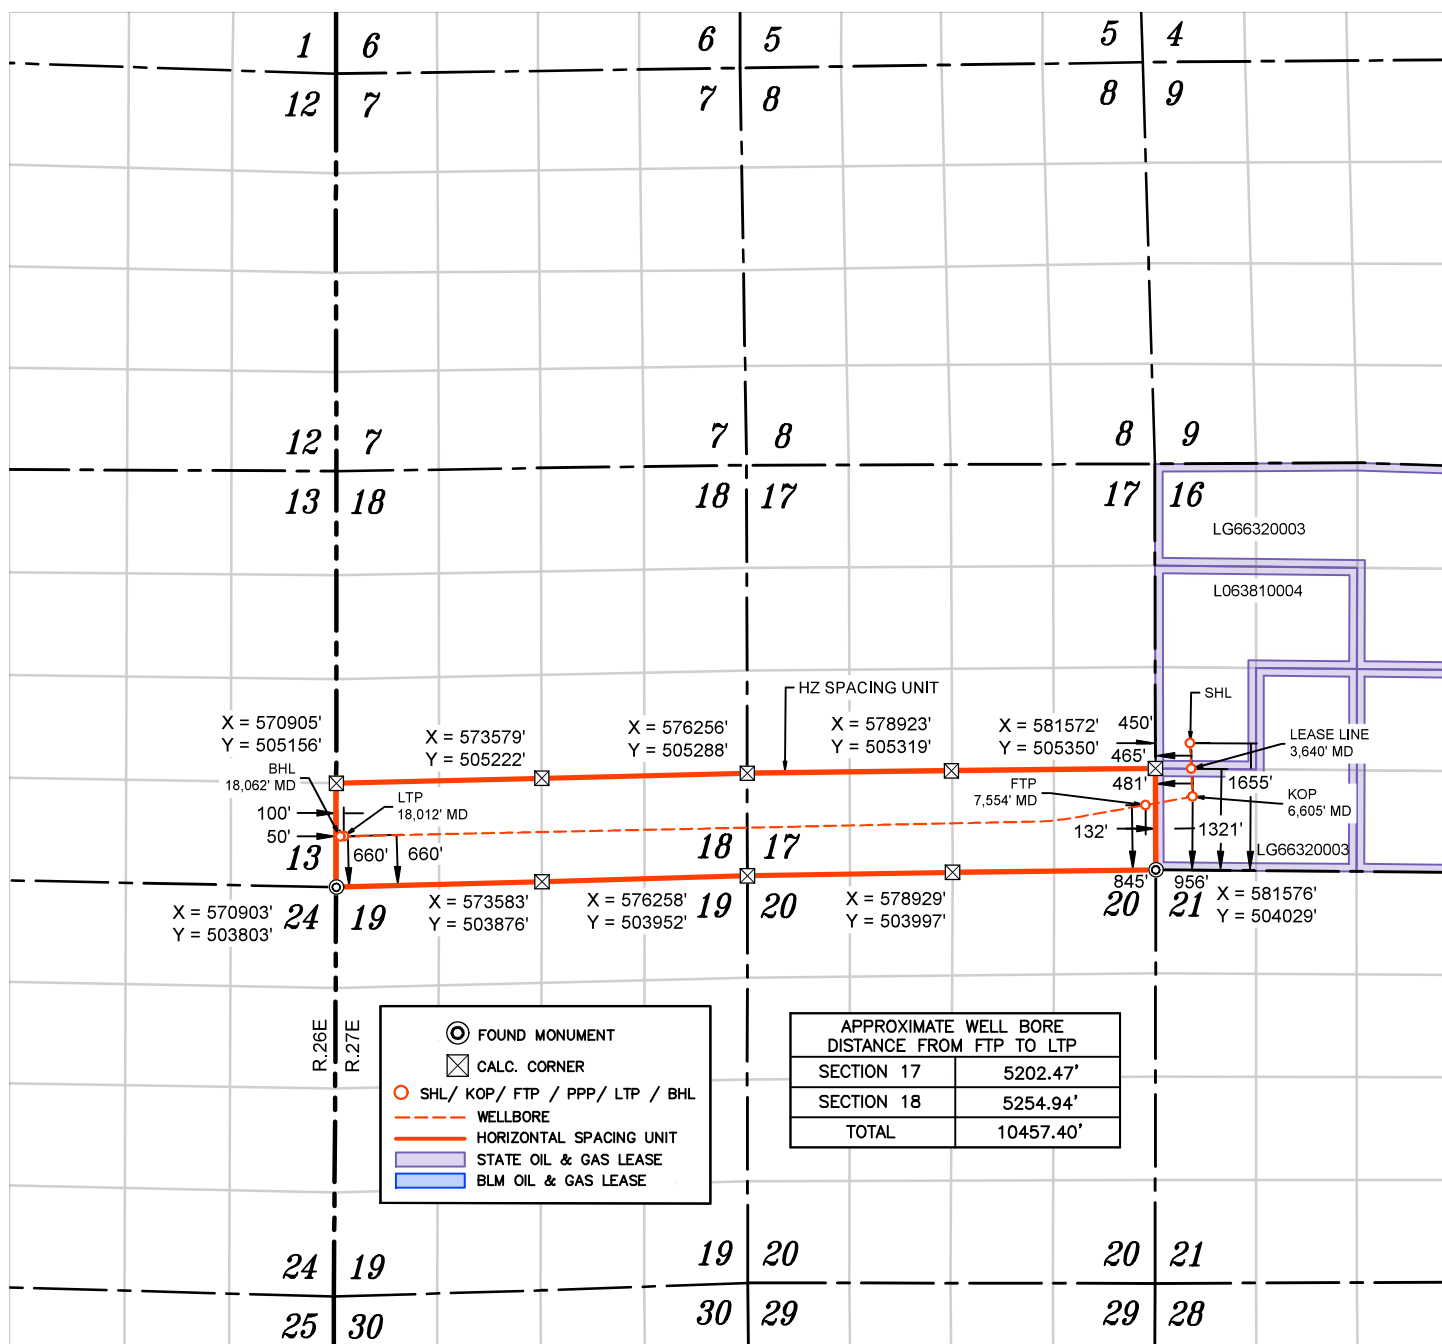 1 6
6 5
5 4
12 7
7 8
8 9
12 7
7 8
8 9
13 18
18 17
17 16
LG66320003
L063810004
HZ SPACING UNIT
SHL
X = 570905'
Y = 505156'
X = 573579'
Y = 505222'
X = 576256'
Y = 505288'
X = 578923'
Y = 505319'
X = 581572'
Y = 505350'
450'
465'
481'
LEASE LINE
3,640' MD
BHL
18,062' MD
LTP
18,012' MD
FTP
7,554' MD
1655'
KOP
6,605' MD
100'
50'
660'
660'
132'
1321'
13
18 17
LG66320003
845'
956'
X = 570903'
Y = 503803'
24 19
X = 573583'
Y = 503876'
X = 576258'
Y = 503952'
19 20
X = 578929'
Y = 503997'
20 21
X = 581576'
Y = 504029'
R.26E
R.27E
FOUND MONUMENT
CALC. CORNER
SHL/ KOP/ FTP / PPP/ LTP / BHL
WELLBORE
HORIZONTAL SPACING UNIT
STATE OIL & GAS LEASE
BLM OIL & GAS LEASE
APPROXIMATE WELL BORE
DISTANCE FROM FTP TO LTP
SECTION 17 5202.47'
SECTION 18 5254.94'
TOTAL 10457.40'
24 19
19 20
20 21
25 30
30 29
29 28